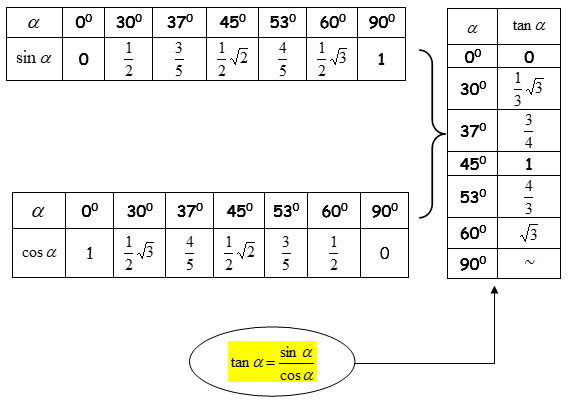 α 0⁰ 30⁰ 37⁰ 45⁰ 53⁰ 60⁰ 90⁰
sin α 0 1/2 3/5 1/2√2 4/5 1/2√3 1
α 0⁰ 30⁰ 37⁰ 45⁰ 53⁰ 60⁰ 90⁰
cos α 1 1/2√3 4/5 1/2√2 3/5 1/2 0
α tan α
0⁰ 0
30⁰ 1/3√3
37⁰ 3/4
45⁰ 1
53⁰ 4/3
60⁰ √3
90⁰ ~
tan α = sin α/cos α